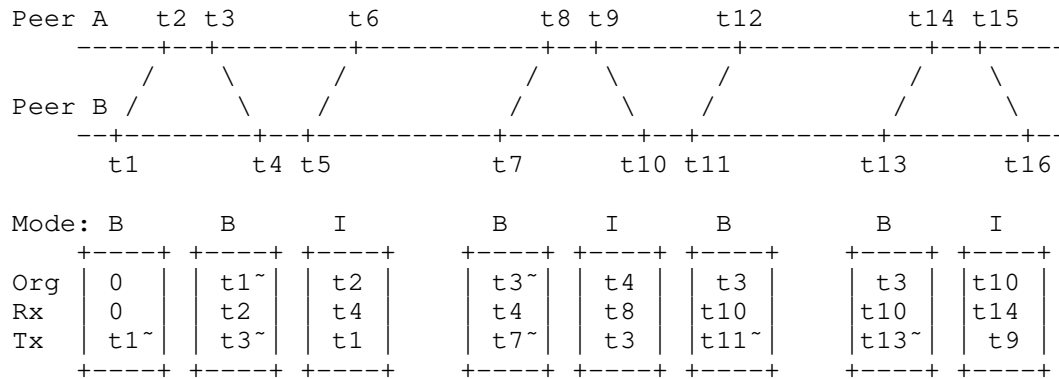 Peer A   t2 t3       t6          t8 t9        t12         t14 t15
    -----+--+--------+-----------+--+--------+-----------+--+-----
        /    \      /           /    \      /           /    \
Peer B /      \    /           /      \    /           /      \
    --+--------+--+-----------+--------+--+-----------+--------+--
      t1       t4 t5          t7       t10 t11        t13      t16
Mode: B      B      I         B      I      B         B      I
    +----+ +----+ +----+    +----+ +----+ +----+    +----+ +----+
Org | 0  | | t1~| | t2 |    | t3~| | t4 | | t3 |    | t3 | |t10 |
Rx  | 0  | | t2 | | t4 |    | t4 | | t8 | |t10 |    |t10 | |t14 |
Tx  | t1~| | t3~| | t1 |    | t7~| | t3 | |t11~|    |t13~| | t9 |
    +----+ +----+ +----+    +----+ +----+ +----+    +----+ +----+